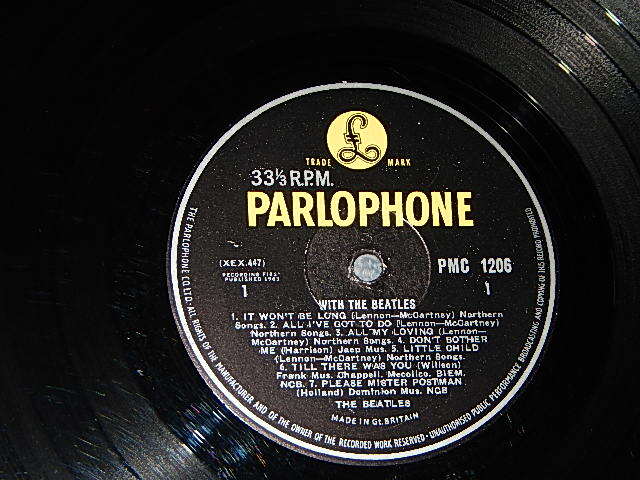 £
TRADE MARK
33⅓ R.P.M.
PARLOPHONE
(XEX.447)
PMC 1206
RECORDING FIRST
PUBLISHED 1963
1
1
WITH THE BEATLES
1. IT WON'T BE LONG (Lennon—McCartney) Northern
Songs. 2. ALL I'VE GOT TO DO (Lennon—McCartney)
Northern Songs. 3. ALL MY LOVING (Lennon—
McCartney) Northern Songs. 4. DON'T BOTHER
ME (Harrison) Jaep Mus. 5. LITTLE CHILD
(Lennon—McCartney) Northern Songs.
6. TILL THERE WAS YOU (Willson)
Frank Mus. Chappell. Mecolico. BIEM.
NCB. 7. PLEASE MISTER POSTMAN
(Holland) Dominion Mus. NCB
THE BEATLES
MADE IN Gt. BRITAIN
THE PARLOPHONE CO. LTD. ALL RIGHTS OF THE MANUFACTURER AND OF THE OWNER OF THE RECORDED WORK RESERVED · UNAUTHORISED PUBLIC PERFORMANCE BROADCASTING AND COPYING OF THIS RECORD PROHIBITED